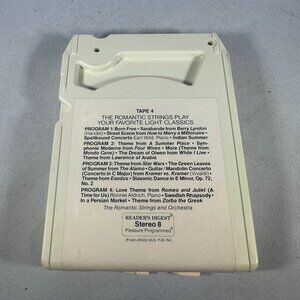 TAPE 4
THE ROMANTIC STRINGS PLAY
YOUR FAVORITE LIGHT CLASSICS
PROGRAM 1: Born Free • Sarabande from Barry Lyndon
(Handel) • Street Scene from How to Marry a Millionaire •
Spellbound Concerto Earl Wild, Piano • Indian Summer
PROGRAM 2: Theme from A Summer Place • Sym-
phonic Moderne from Four Wives • More (Theme from
Mondo Cane) • The Dream of Olwen from While I Live •
Theme from Lawrence of Arabia
PROGRAM 3: Theme from Star Wars • The Green Leaves
of Summer from The Alamo • Guitar/Mandolin Concerto
(Concerto in C Major) from Kramer vs. Kramer (Vivaldi) •
Theme from Exodus • Slavonic Dance in E Minor, Op. 72,
No. 2
PROGRAM 4: Love Theme from Romeo and Juliet (A
Time for Us) Ronnie Aldrich, Piano • Swedish Rhapsody •
In a Persian Market • Theme from Zorba the Greek
The Romantic Strings and Orchestra
READER'S DIGEST
Stereo 8
Pleasure Programmed